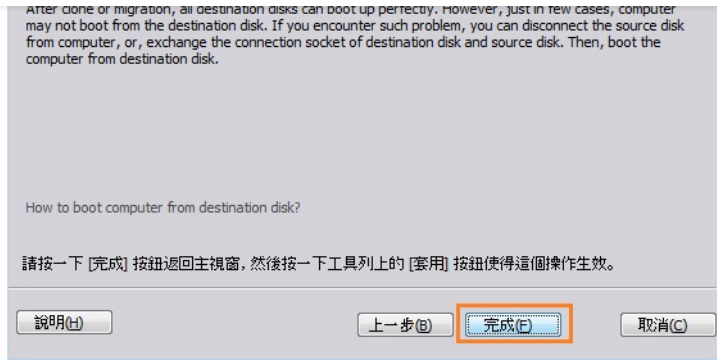 After clone or migration, all destination disks can boot up perfectly. However, just in few cases, computer
may not boot from the destination disk. If you encounter such problem, you can disconnect the source disk
from computer, or, exchange the connection socket of destination disk and source disk. Then, boot the
computer from destination disk.
How to boot computer from destination disk?
請按一下 [完成] 按鈕返回主視窗, 然後按一下工具列上的 [套用] 按鈕使得這個操作生效。
說明(H) 上一步(B) 完成(F) 取消(C)